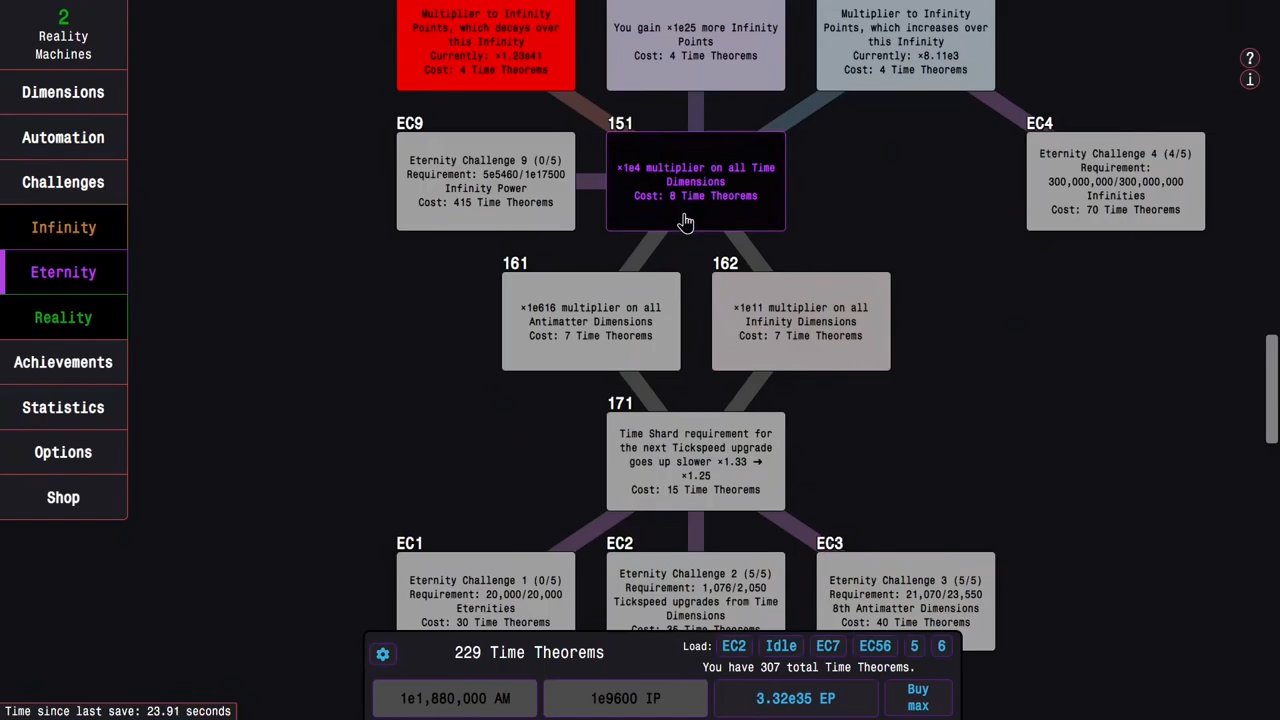 2
Reality
Machines
Dimensions
Automation
Challenges
Infinity
Eternity
Reality
Achievements
Statistics
Options
Shop
Multiplier to Infinity
Points, which decays over
this Infinity
Currently: ×1.23e41
Cost: 4 Time Theorems
You gain ×1e25 more Infinity
Points
Cost: 4 Time Theorems
Multiplier to Infinity
Points, which increases over
this Infinity
Currently: ×8.11e3
Cost: 4 Time Theorems
?
i
EC9
Eternity Challenge 9 (0/5)
Requirement: 5e5460/1e17500
Infinity Power
Cost: 415 Time Theorems
151
×1e4 multiplier on all Time
Dimensions
Cost: 8 Time Theorems
EC4
Eternity Challenge 4 (4/5)
Requirement:
300,000,000/300,000,000
Infinities
Cost: 70 Time Theorems
161
×1e616 multiplier on all
Antimatter Dimensions
Cost: 7 Time Theorems
162
×1e11 multiplier on all
Infinity Dimensions
Cost: 7 Time Theorems
171
Time Shard requirement for
the next Tickspeed upgrade
goes up slower ×1.33 →
×1.25
Cost: 15 Time Theorems
EC1
Eternity Challenge 1 (0/5)
Requirement: 20,000/20,000
Eternities
Cost: 30 Time Theorems
EC2
Eternity Challenge 2 (5/5)
Requirement: 1,076/2,050
Tickspeed upgrades from Time
Dimensions
Cost: 35 Time Theorems
EC3
Eternity Challenge 3 (5/5)
Requirement: 21,070/23,550
8th Antimatter Dimensions
Cost: 40 Time Theorems
229 Time Theorems
Load: EC2 Idle EC7 EC56 5 6
You have 307 total Time Theorems.
1e1,880,000 AM
1e9600 IP
3.32e35 EP
Buy
max
Time since last save: 23.91 seconds